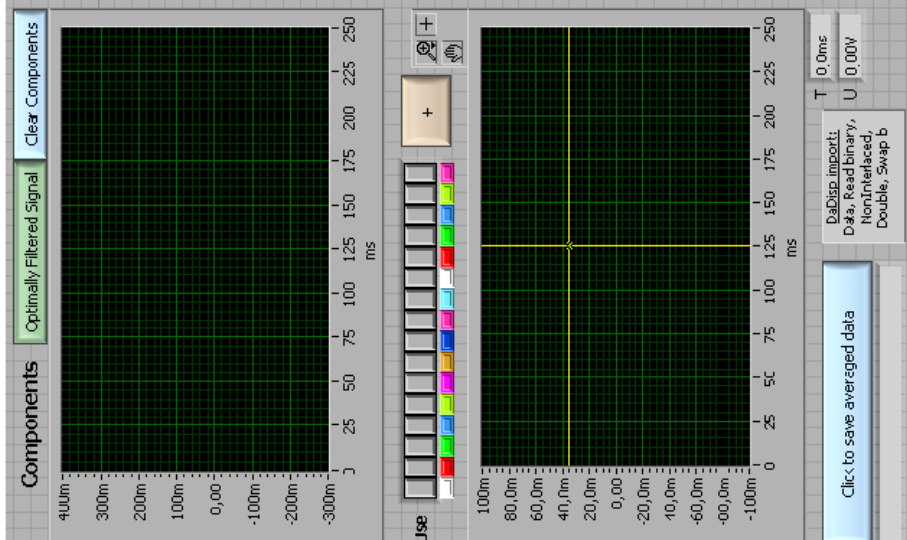 Components
Optimally Filtered Signal
Clear Components
400m
300m
200m
100m
0,00
-100m
-200m
-300m
25
50
75
100
125
150
175
200
225
250
ms
use
+
+
100m
80,0m
60,0m
40,0m
20,0m
0,00
-20,0m
-40,0m
-60,0m
-80,0m
-100m
0
25
75
100
125
150
175
200
225
250
ms
Click to save averaged data
DaDisp import:
Data, Read binary,
NonInterlaced,
Double, Swap b
T 0,0ms
U 0,00V